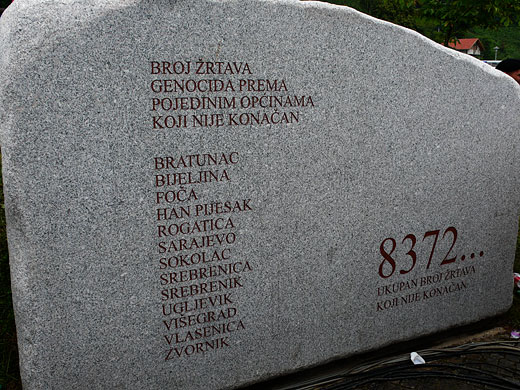 BROJ ŽRTAVA
GENOCIDA PREMA
POJEDINIM OPĆINAMA
KOJI NIJE KONAČAN
BRATUNAC
BIJELJINA
FOČA
HAN PIJESAK
ROGATICA
SARAJEVO
SOKOLAC
SREBRENICA
SREBRENIK
UGLJEVIK
VIŠEGRAD
VLASENICA
ZVORNIK
8372...
UKUPAN BROJ ŽRTAVA
KOJI NIJE KONAČAN